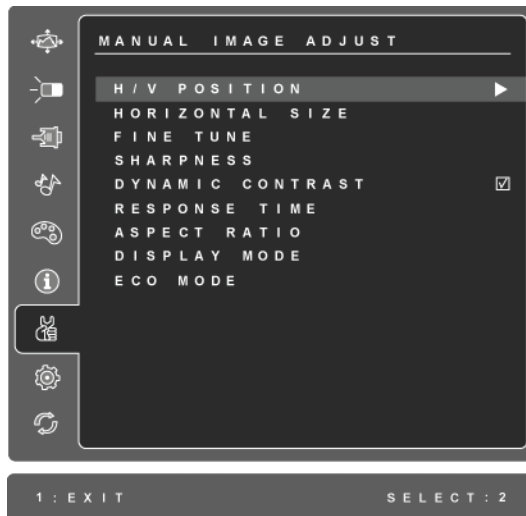 MANUAL IMAGE ADJUST
H/V POSITION
HORIZONTAL SIZE
FINE TUNE
SHARPNESS
DYNAMIC CONTRAST
RESPONSE TIME
ASPECT RATIO
DISPLAY MODE
ECO MODE
1:EXIT SELECT:2